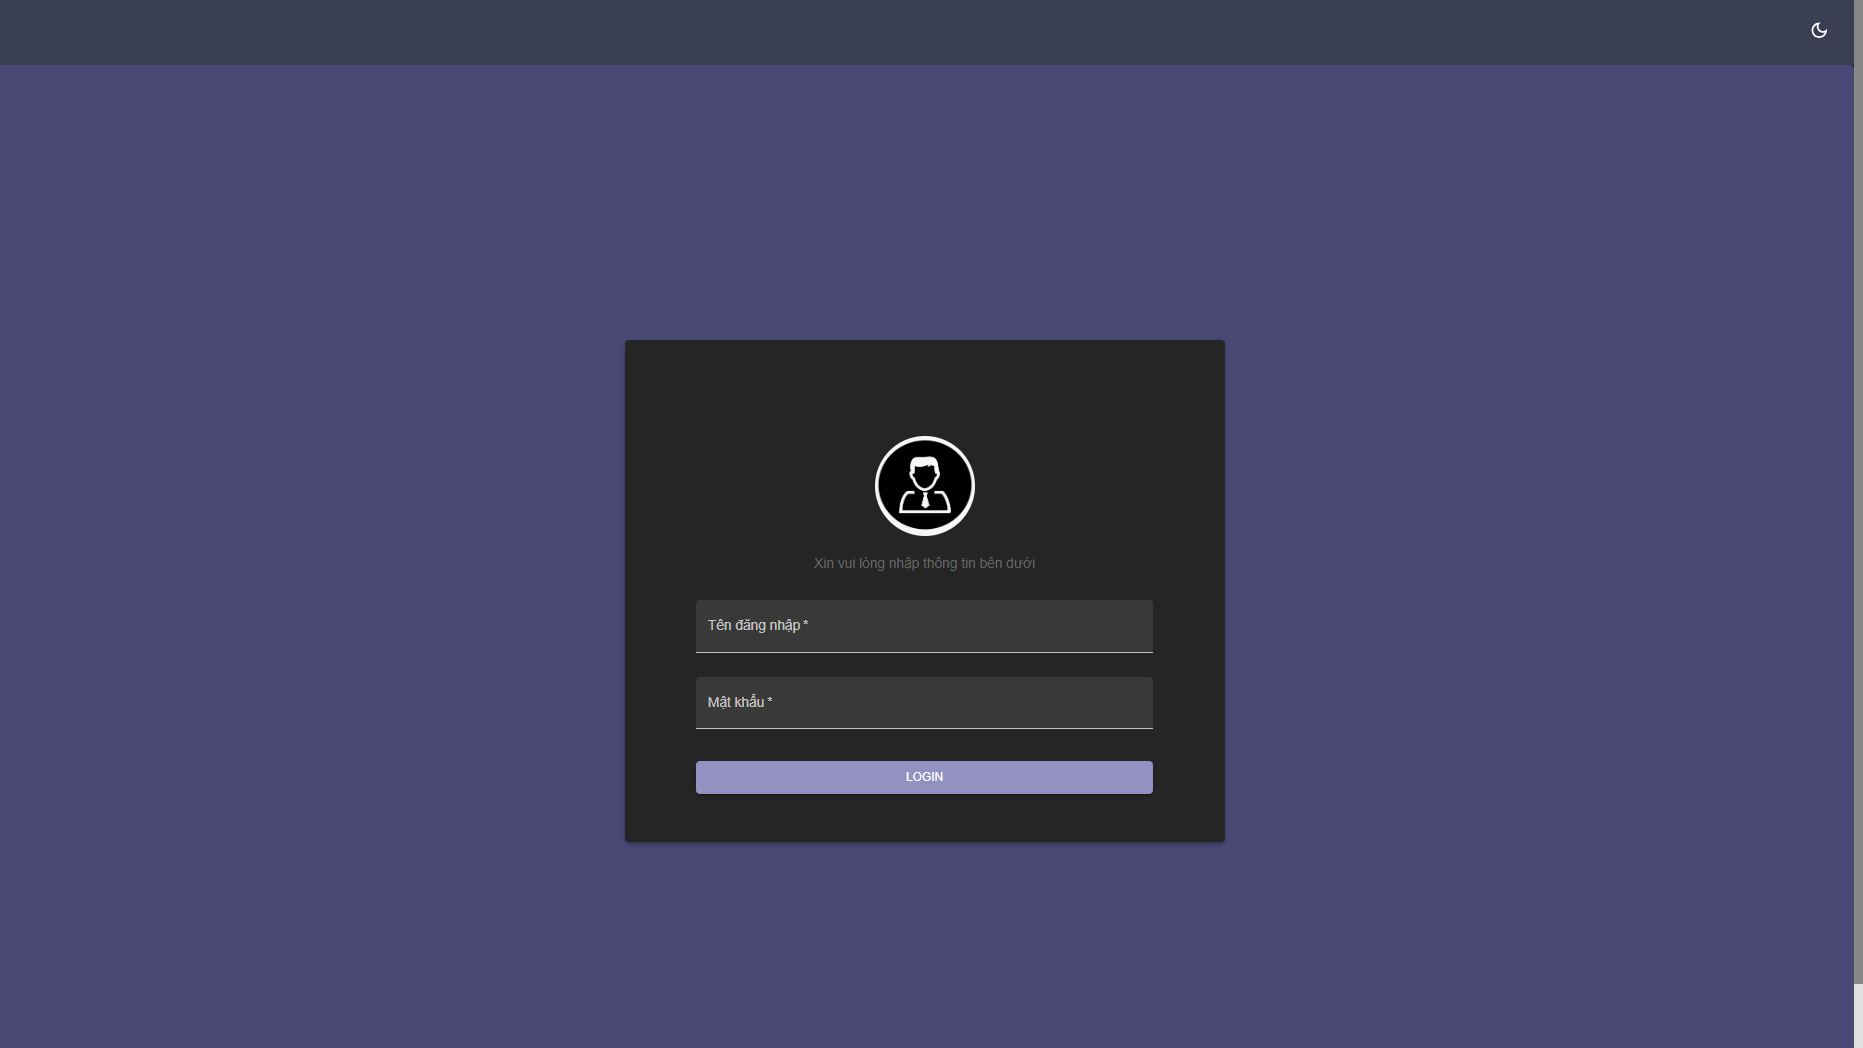 Xin vui lòng nhập thông tin bên dưới
Tên đăng nhập *
Mật khẩu *
LOGIN